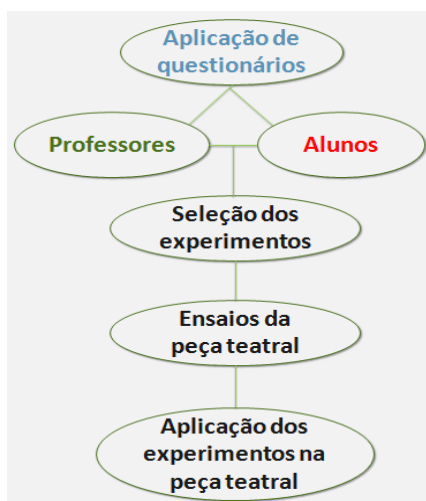 Aplicação de
questionários
Professores
Alunos
Seleção dos
experimentos
Ensaios da
peça teatral
Aplicação dos
experimentos na
peça teatral